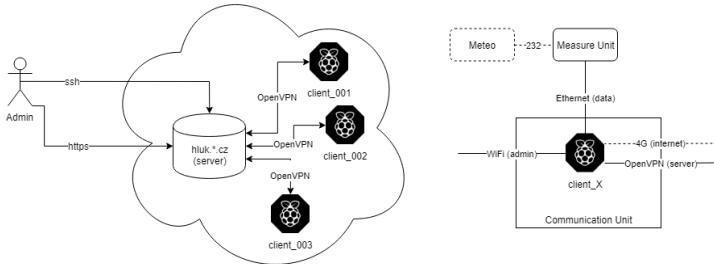 Admin
ssh
https
hluk.*.cz
(server)
OpenVPN
client_001
OpenVPN
client_002
OpenVPN
client_003
Meteo
232
Measure Unit
Ethernet (data)
WiFi (admin)
4G (internet)
OpenVPN (server)
client_X
Communication Unit